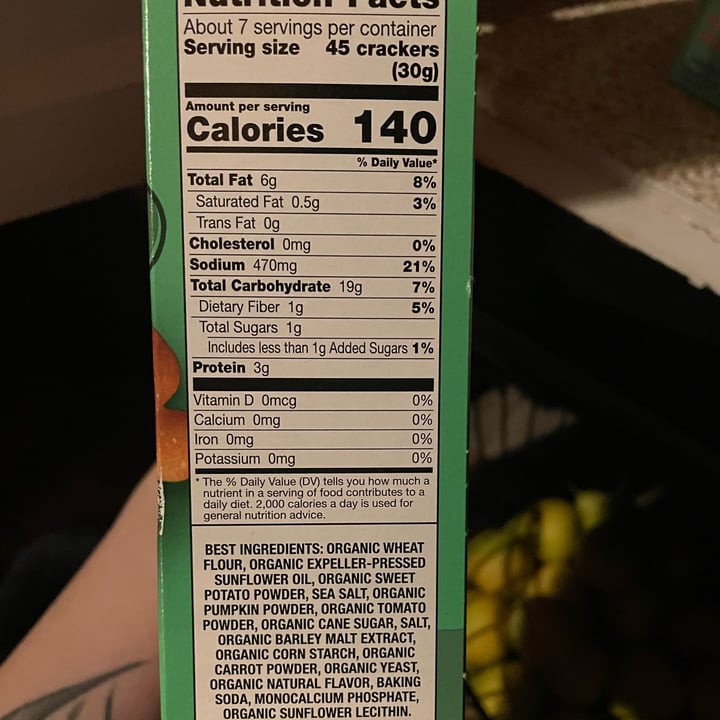 Nutrition Facts
About 7 servings per container
Serving size 45 crackers
(30g)
Amount per serving
Calories 140
% Daily Value*
Total Fat 6g 8%
Saturated Fat 0.5g 3%
Trans Fat 0g
Cholesterol 0mg 0%
Sodium 470mg 21%
Total Carbohydrate 19g 7%
Dietary Fiber 1g 5%
Total Sugars 1g
Includes less than 1g Added Sugars 1%
Protein 3g
Vitamin D 0mcg 0%
Calcium 0mg 0%
Iron 0mg 0%
Potassium 0mg 0%
* The % Daily Value (DV) tells you how much a
nutrient in a serving of food contributes to a
daily diet. 2,000 calories a day is used for
general nutrition advice.
BEST INGREDIENTS: ORGANIC WHEAT
FLOUR, ORGANIC EXPELLER-PRESSED
SUNFLOWER OIL, ORGANIC SWEET
POTATO POWDER, SEA SALT, ORGANIC
PUMPKIN POWDER, ORGANIC TOMATO
POWDER, ORGANIC CANE SUGAR, SALT,
ORGANIC BARLEY MALT EXTRACT,
ORGANIC CORN STARCH, ORGANIC
CARROT POWDER, ORGANIC YEAST,
ORGANIC NATURAL FLAVOR, BAKING
SODA, MONOCALCIUM PHOSPHATE,
ORGANIC SUNFLOWER LECITHIN.